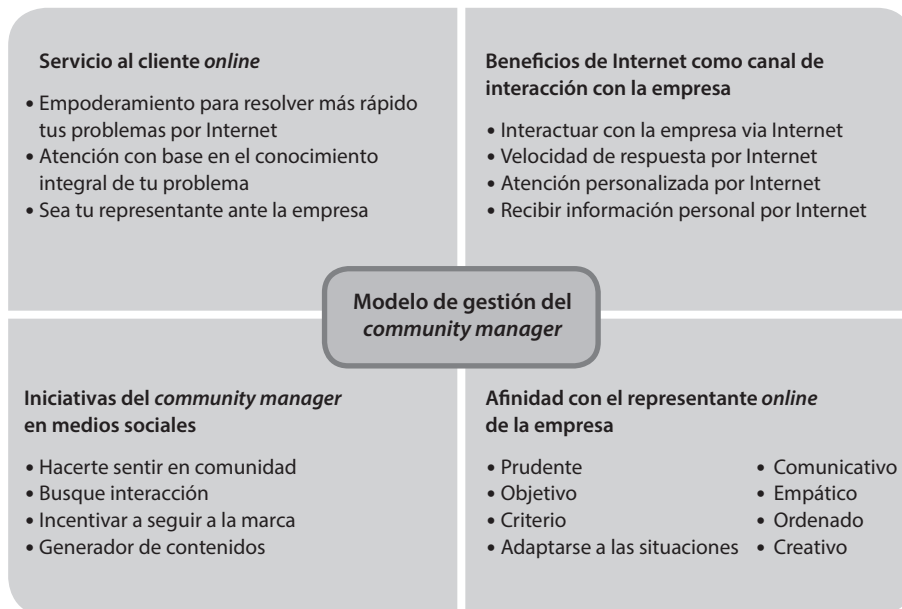 Servicio al cliente online
• Empoderamiento para resolver más rápido
tus problemas por Internet
• Atención con base en el conocimiento
integral de tu problema
• Sea tu representante ante la empresa
Beneficios de Internet como canal de
interacción con la empresa
• Interactuar con la empresa via Internet
• Velocidad de respuesta por Internet
• Atención personalizada por Internet
• Recibir información personal por Internet
Modelo de gestión del
community manager
Iniciativas del community manager
en medios sociales
• Hacerte sentir en comunidad
• Busque interacción
• Incentivar a seguir a la marca
• Generador de contenidos
Afinidad con el representante online
de la empresa
• Prudente
• Objetivo
• Criterio
• Adaptarse a las situaciones
• Comunicativo
• Empático
• Ordenado
• Creativo